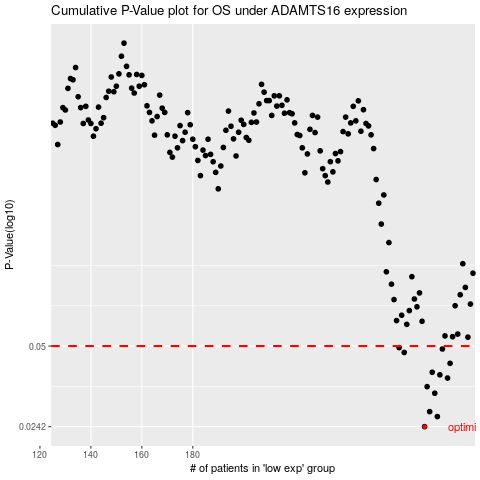 Cumulative P-Value plot for OS under ADAMTS16 expression
P-Value(log10)
0.05
0.0242
optimi
120 140 160 180
# of patients in 'low exp' group